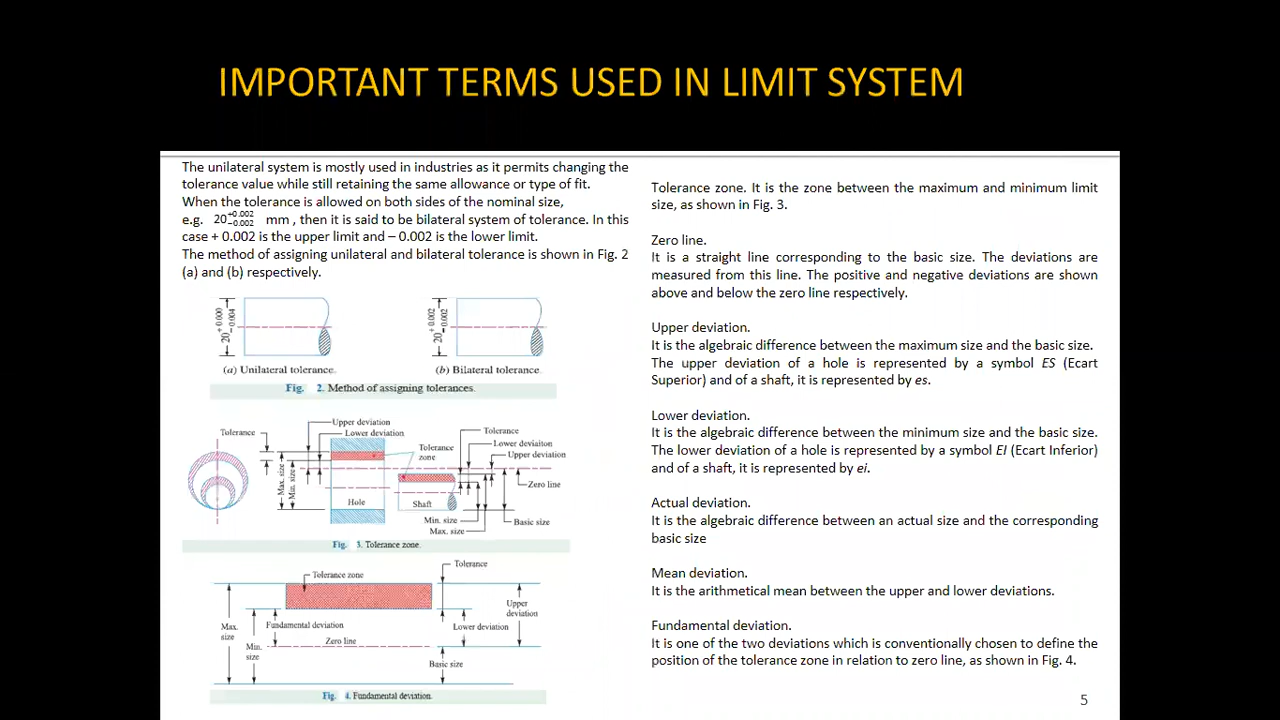 IMPORTANT TERMS USED IN LIMIT SYSTEM
The unilateral system is mostly used in industries as it permits changing the
tolerance value while still retaining the same allowance or type of fit.
When the tolerance is allowed on both sides of the nominal size,
e.g. 20+0.002 −0.002 mm , then it is said to be bilateral system of tolerance. In this
case + 0.002 is the upper limit and – 0.002 is the lower limit.
The method of assigning unilateral and bilateral tolerance is shown in Fig. 2
(a) and (b) respectively.
20 + 0.000 − 0.004
20 + 0.002 − 0.002
(a) Unilateral tolerance.
(b) Bilateral tolerance
Fig. 2. Method of assigning tolerances.
Tolerance
Upper deviation
Lower deviation
Tolerance
zone
Tolerance
Lower deviaiton
Upper deviation
Max. size
Min. size
Zero line
Hole
Shaft
Min. size
Max. size
Basic size
Fig. 3. Tolerance zone.
Tolerance zone
Tolerance
Upper
deviation
Max.
size
Fundamental deviation
Lower deviation
Min.
size
Zero line
Basic size
Fig. 4. Fundamental deviation.
Tolerance zone. It is the zone between the maximum and minimum limit
size, as shown in Fig. 3.
Zero line.
It is a straight line corresponding to the basic size. The deviations are
measured from this line. The positive and negative deviations are shown
above and below the zero line respectively.
Upper deviation.
It is the algebraic difference between the maximum size and the basic size.
The upper deviation of a hole is represented by a symbol ES (Ecart
Superior) and of a shaft, it is represented by es.
Lower deviation.
It is the algebraic difference between the minimum size and the basic size.
The lower deviation of a hole is represented by a symbol EI (Ecart Inferior)
and of a shaft, it is represented by ei.
Actual deviation.
It is the algebraic difference between an actual size and the corresponding
basic size
Mean deviation.
It is the arithmetical mean between the upper and lower deviations.
Fundamental deviation.
It is one of the two deviations which is conventionally chosen to define the
position of the tolerance zone in relation to zero line, as shown in Fig. 4.
5